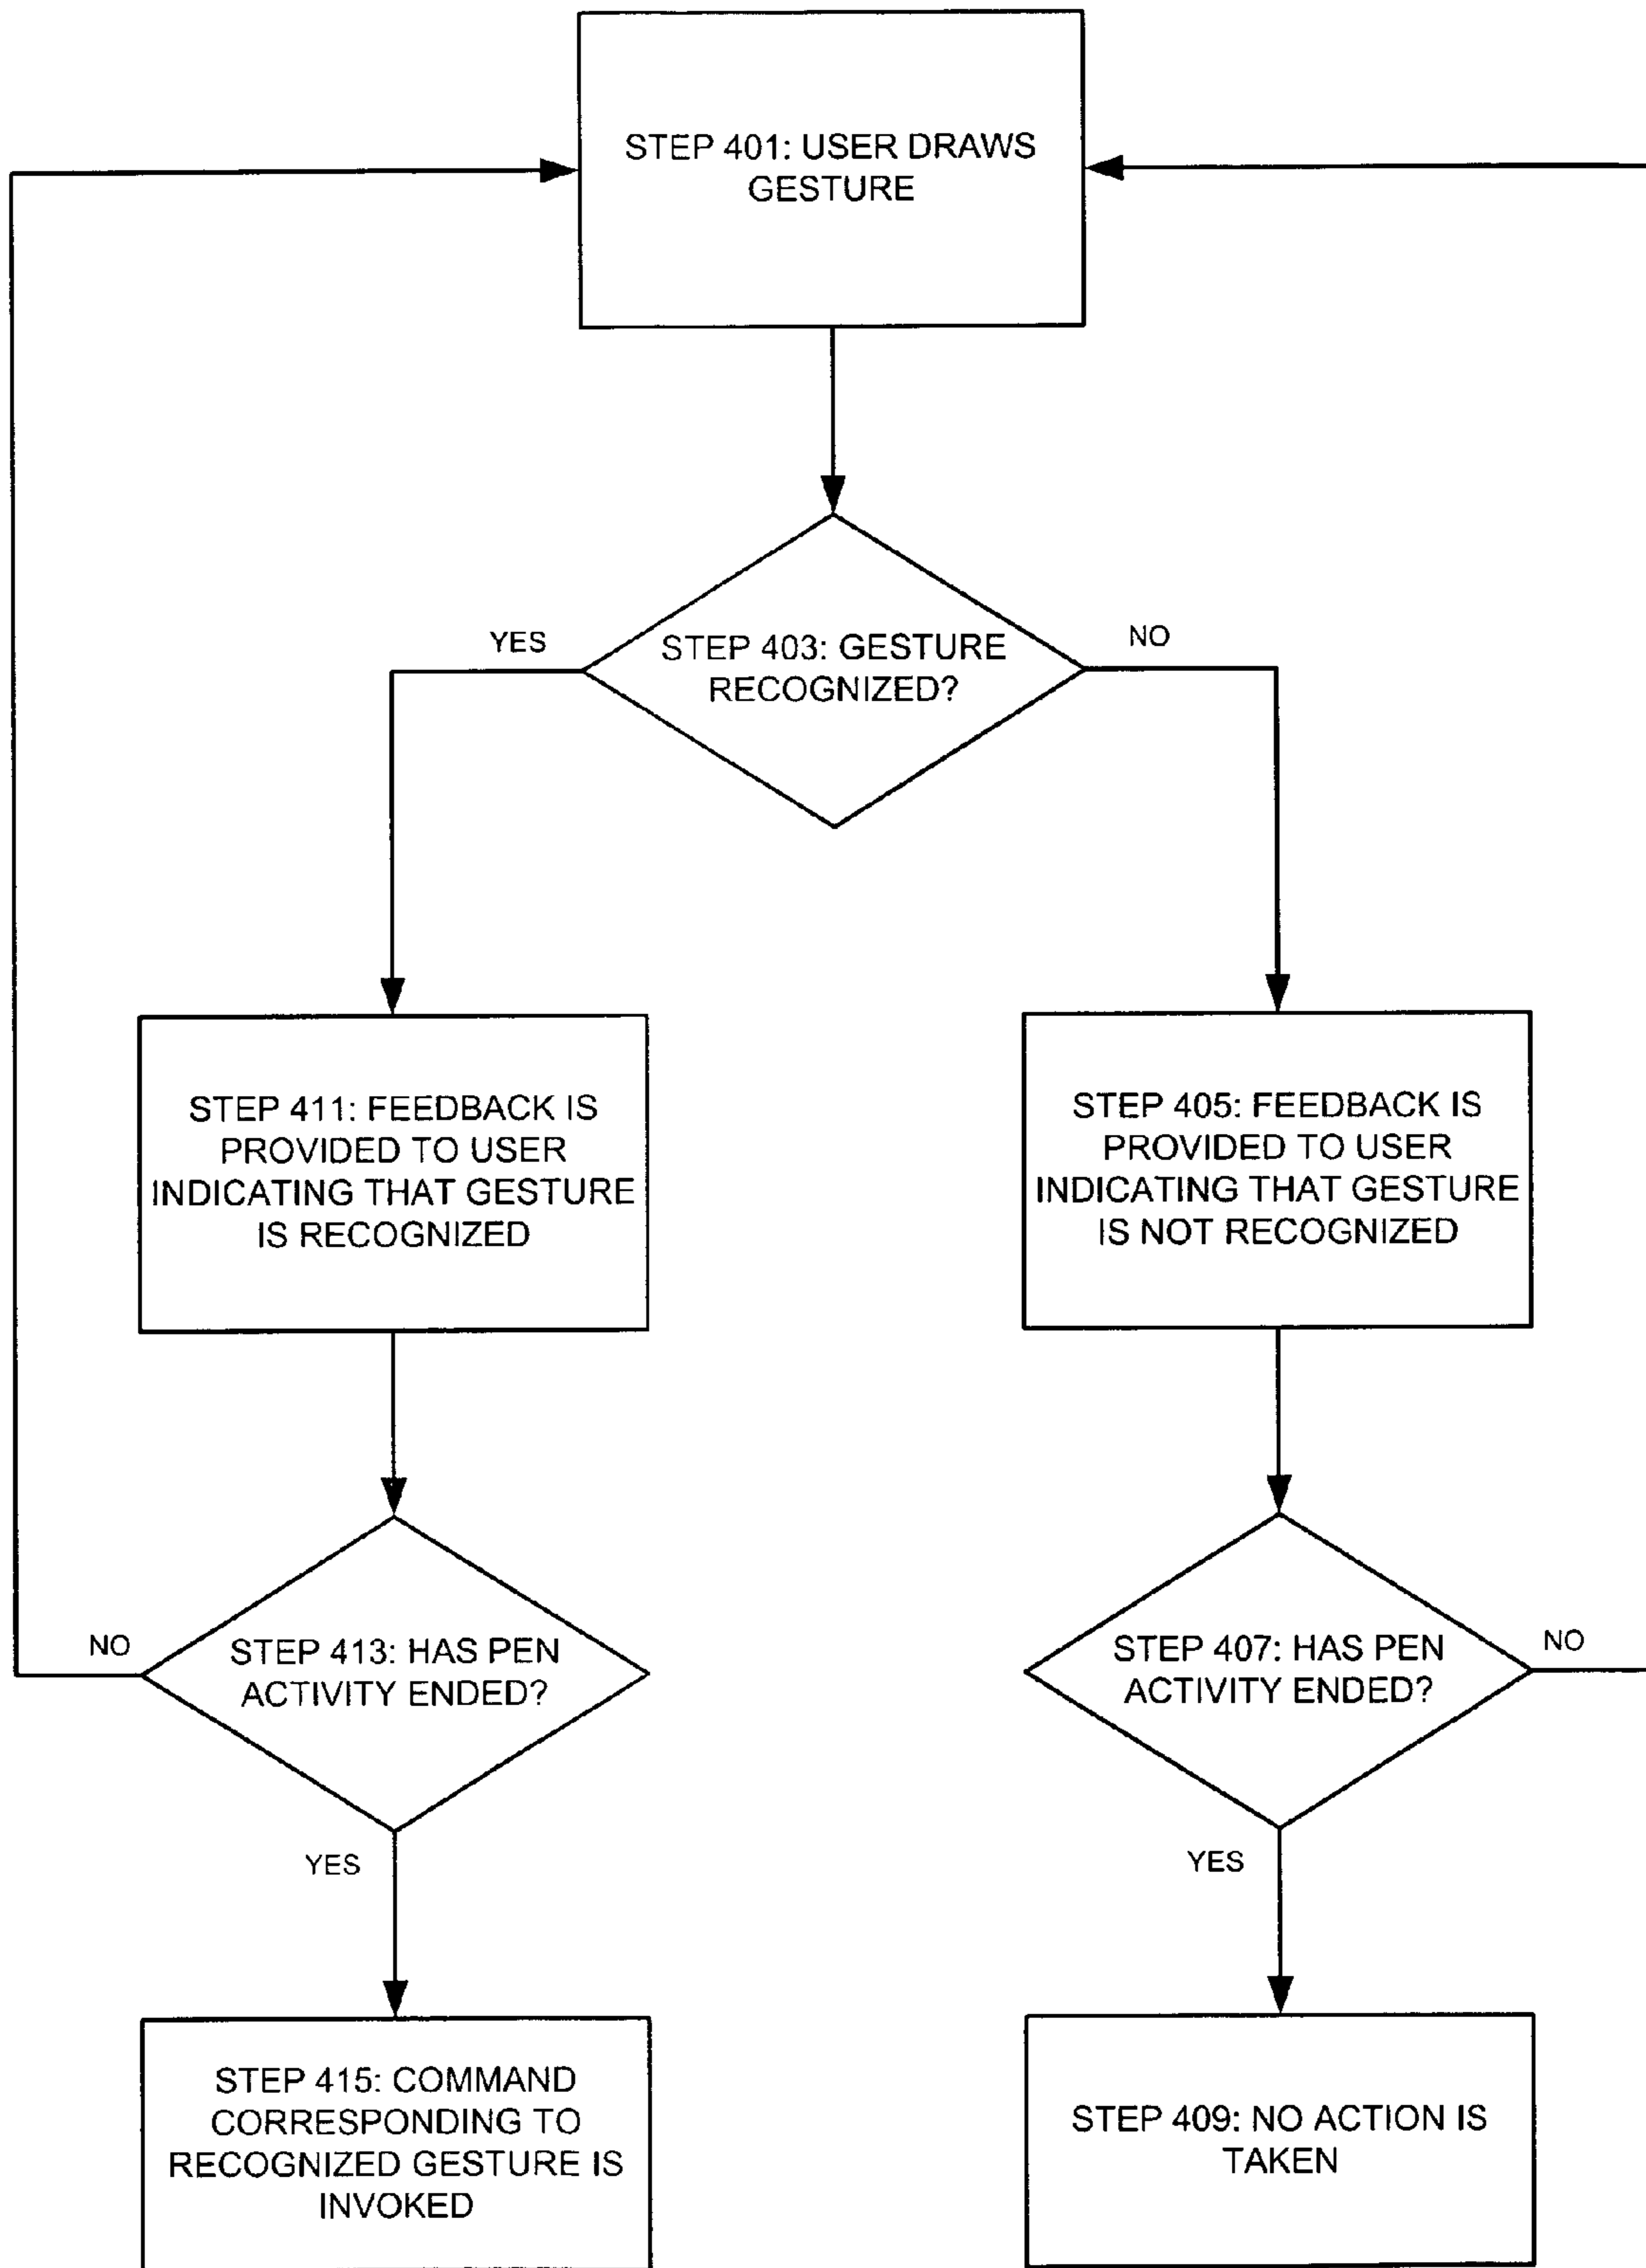 STEP 401: USER DRAWS
GESTURE
YES
NO
STEP 403: GESTURE
RECOGNIZED?
STEP 411: FEEDBACK IS
PROVIDED TO USER
INDICATING THAT GESTURE
IS RECOGNIZED
STEP 405: FEEDBACK IS
PROVIDED TO USER
INDICATING THAT GESTURE
IS NOT RECOGNIZED
NO
STEP 413: HAS PEN
ACTIVITY ENDED?
STEP 407: HAS PEN
ACTIVITY ENDED?
NO
YES
YES
STEP 415: COMMAND
CORRESPONDING TO
RECOGNIZED GESTURE IS
INVOKED
STEP 409: NO ACTION IS
TAKEN